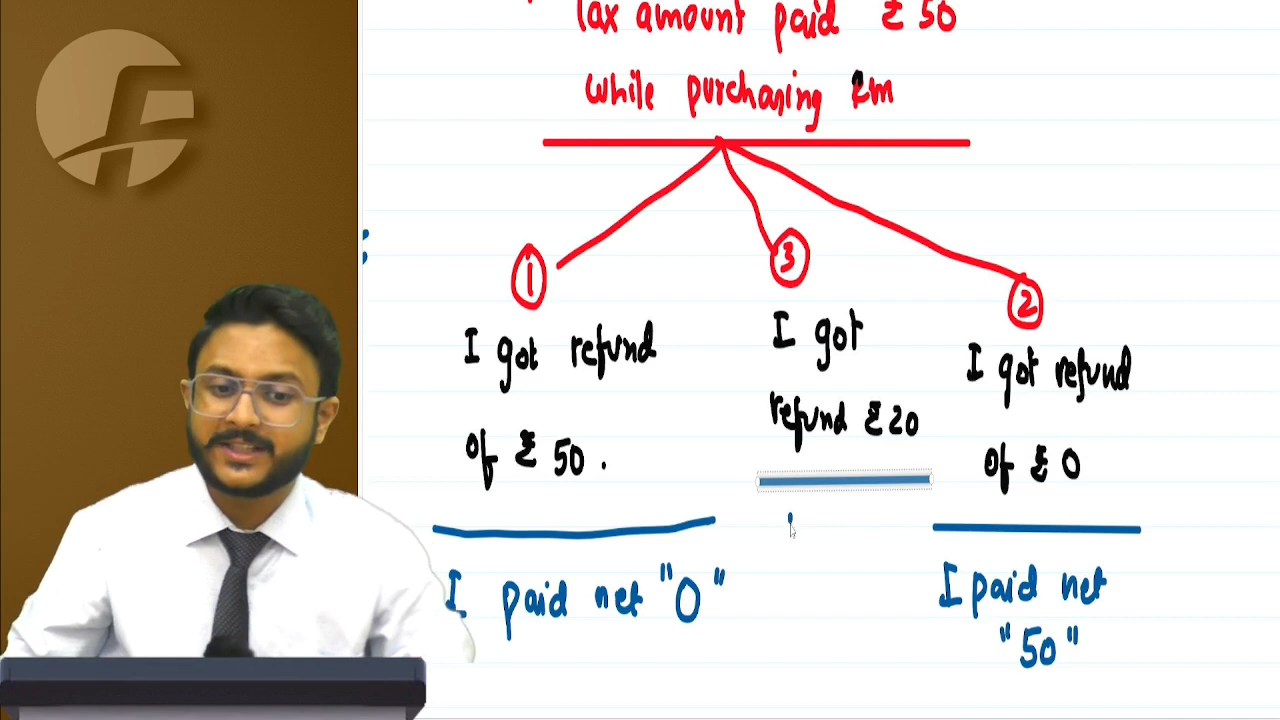 Tax amount paid ₹ 50
while purchasing RM
①
③
②
I got refund
of ₹ 50.
I got
refund ₹ 20
I got refund
of ₹ 0
I paid net "0"
I paid net
"50"